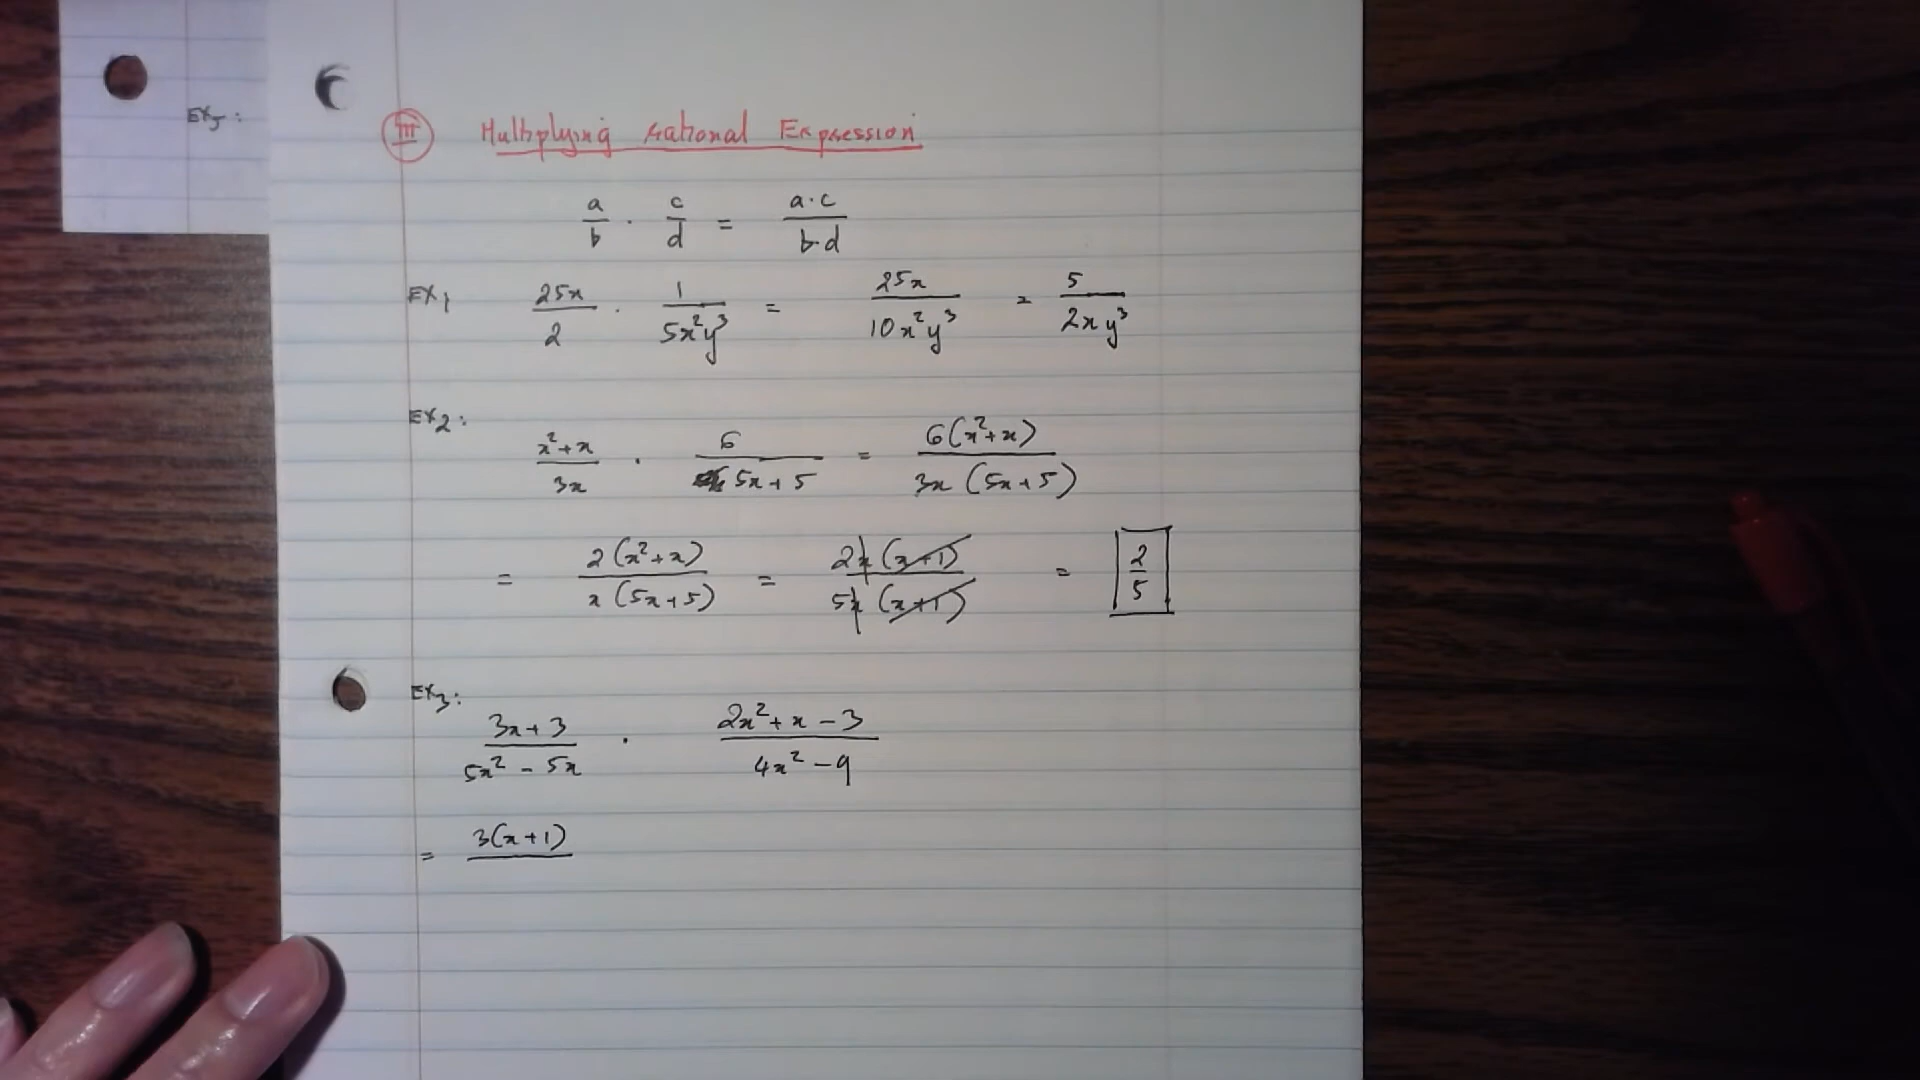 EX5:
III Multiplying rational Expression
a/b · c/d = a·c/b·d
EX1 25x/2 · 1/5x²y³ = 25x/10x²y³ = 5/2xy³
EX2:
x²+x/3x · 6/5x+5 = 6(x²+x)/3x(5x+5)
= 2(x²+x)/x(5x+5) = 2x(x+1)/5x(x+1) = 2/5
EX3:
3x+3/5x²-5x · 2x²+x-3/4x²-9
= 3(x+1)